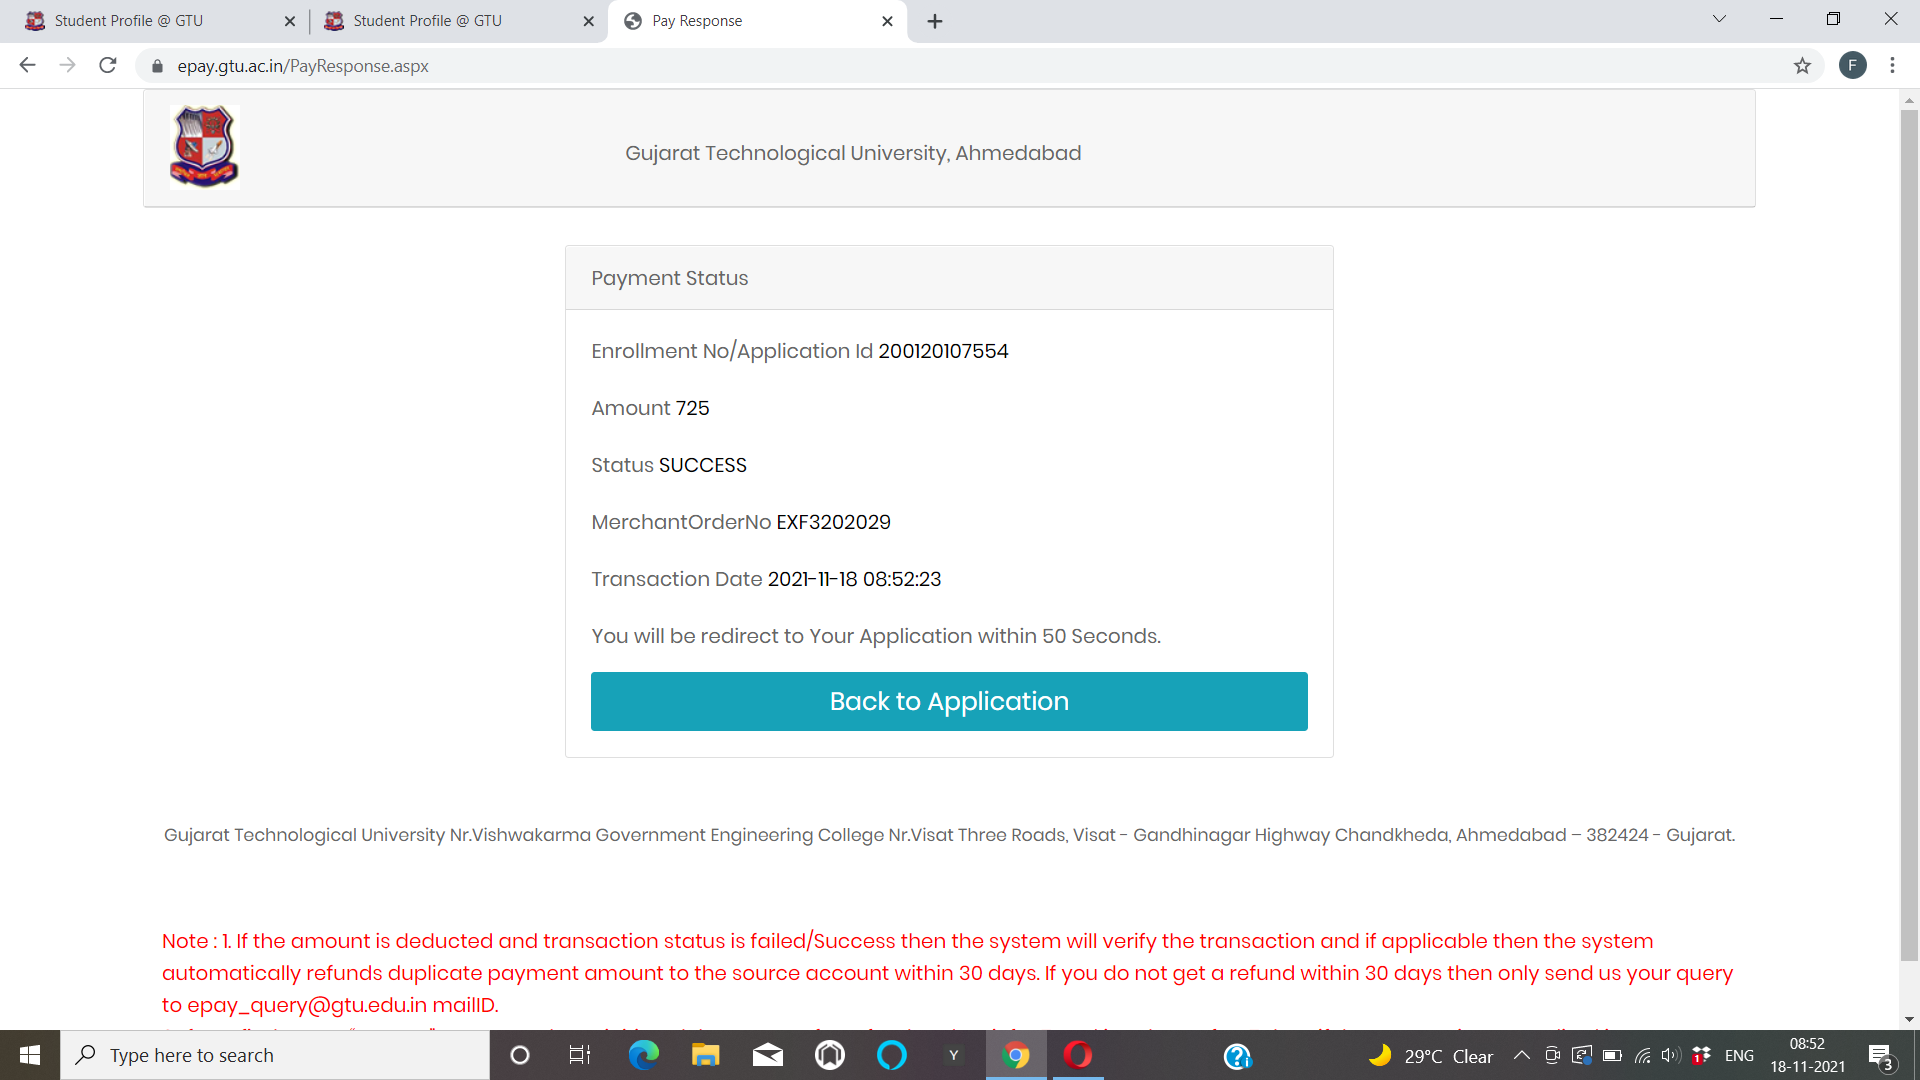 Student Profile @ GTU
Student Profile @ GTU
Pay Response
epay.gtu.ac.in/PayResponse.aspx
F
Gujarat Technological University, Ahmedabad
Payment Status
Enrollment No/Application Id 200120107554
Amount 725
Status SUCCESS
MerchantOrderNo EXF3202029
Transaction Date 2021-11-18 08:52:23
You will be redirect to Your Application within 50 Seconds.
Back to Application
Gujarat Technological University Nr.Vishwakarma Government Engineering College Nr.Visat Three Roads, Visat - Gandhinagar Highway Chandkheda, Ahmedabad – 382424 - Gujarat.
Note : 1. If the amount is deducted and transaction status is failed/Success then the system will verify the transaction and if applicable then the system
automatically refunds duplicate payment amount to the source account within 30 days. If you do not get a refund within 30 days then only send us your query
to epay_query@gtu.edu.in mailID.
Type here to search
Y
29°C Clear
1
ENG
08:52
18-11-2021
3